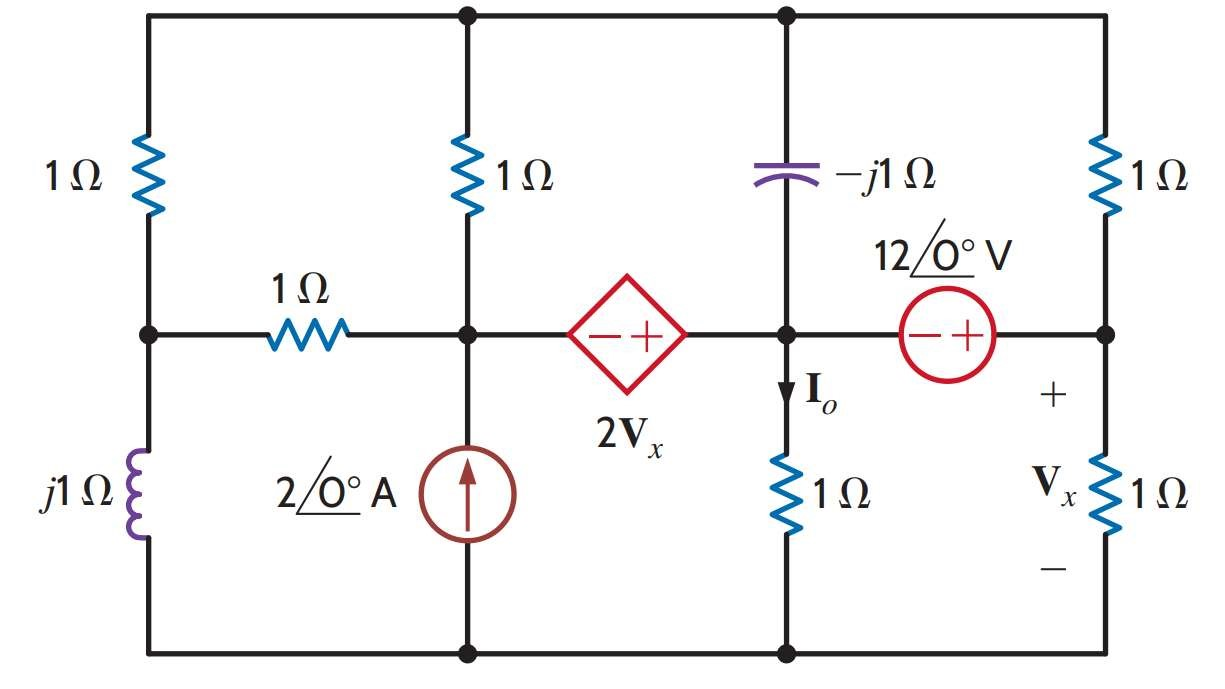 1 Ω
1 Ω
−j1 Ω
1 Ω
12/0° V
1 Ω
− +
− +
I_o
+
2V_x
j1 Ω
2/0° A
1 Ω
V_x
1 Ω
−